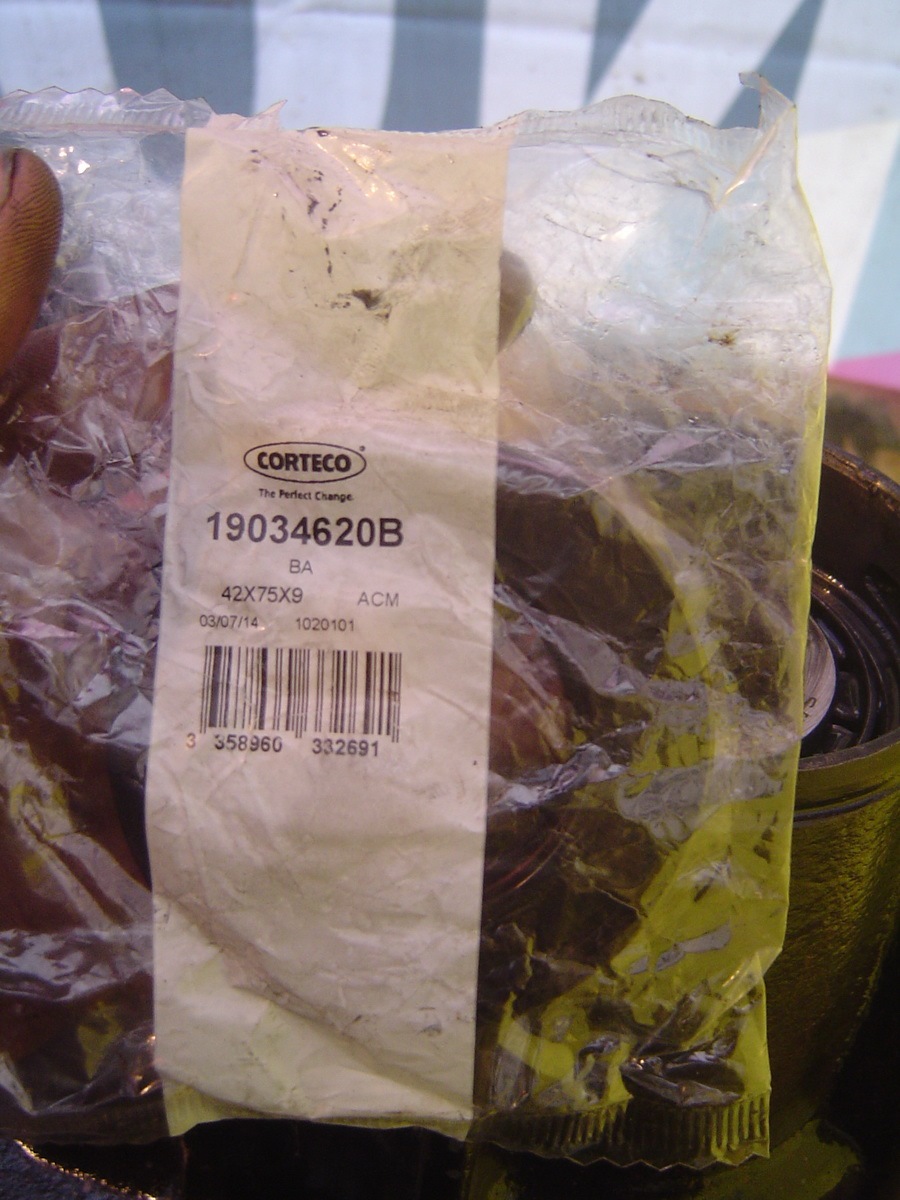 CORTECO®
The Perfect Change.
19034620B
BA
42X75X9 ACM
03/07/14 1020101
3 358960 332691